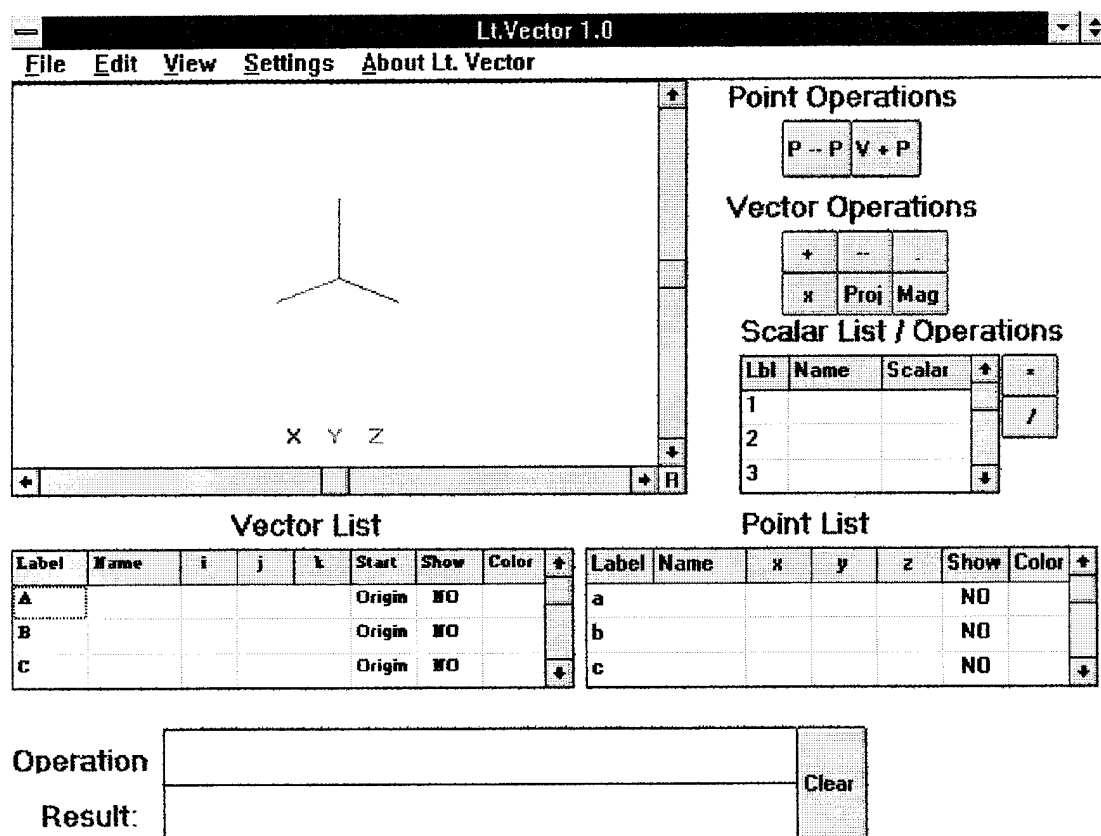 Lt.Vector 1.0
File Edit View Settings About Lt. Vector
Point Operations
P -- P V + P
Vector Operations
+ -- .
x Proj Mag
Scalar List / Operations
Lbl Name Scalar
1
2
3
/
X Y Z
R
Vector List
Label Name i j k Start Show Color
A Origin NO
B Origin NO
C Origin NO
Point List
Label Name x y z Show Color
a NO
b NO
c NO
Operation
Clear
Result: